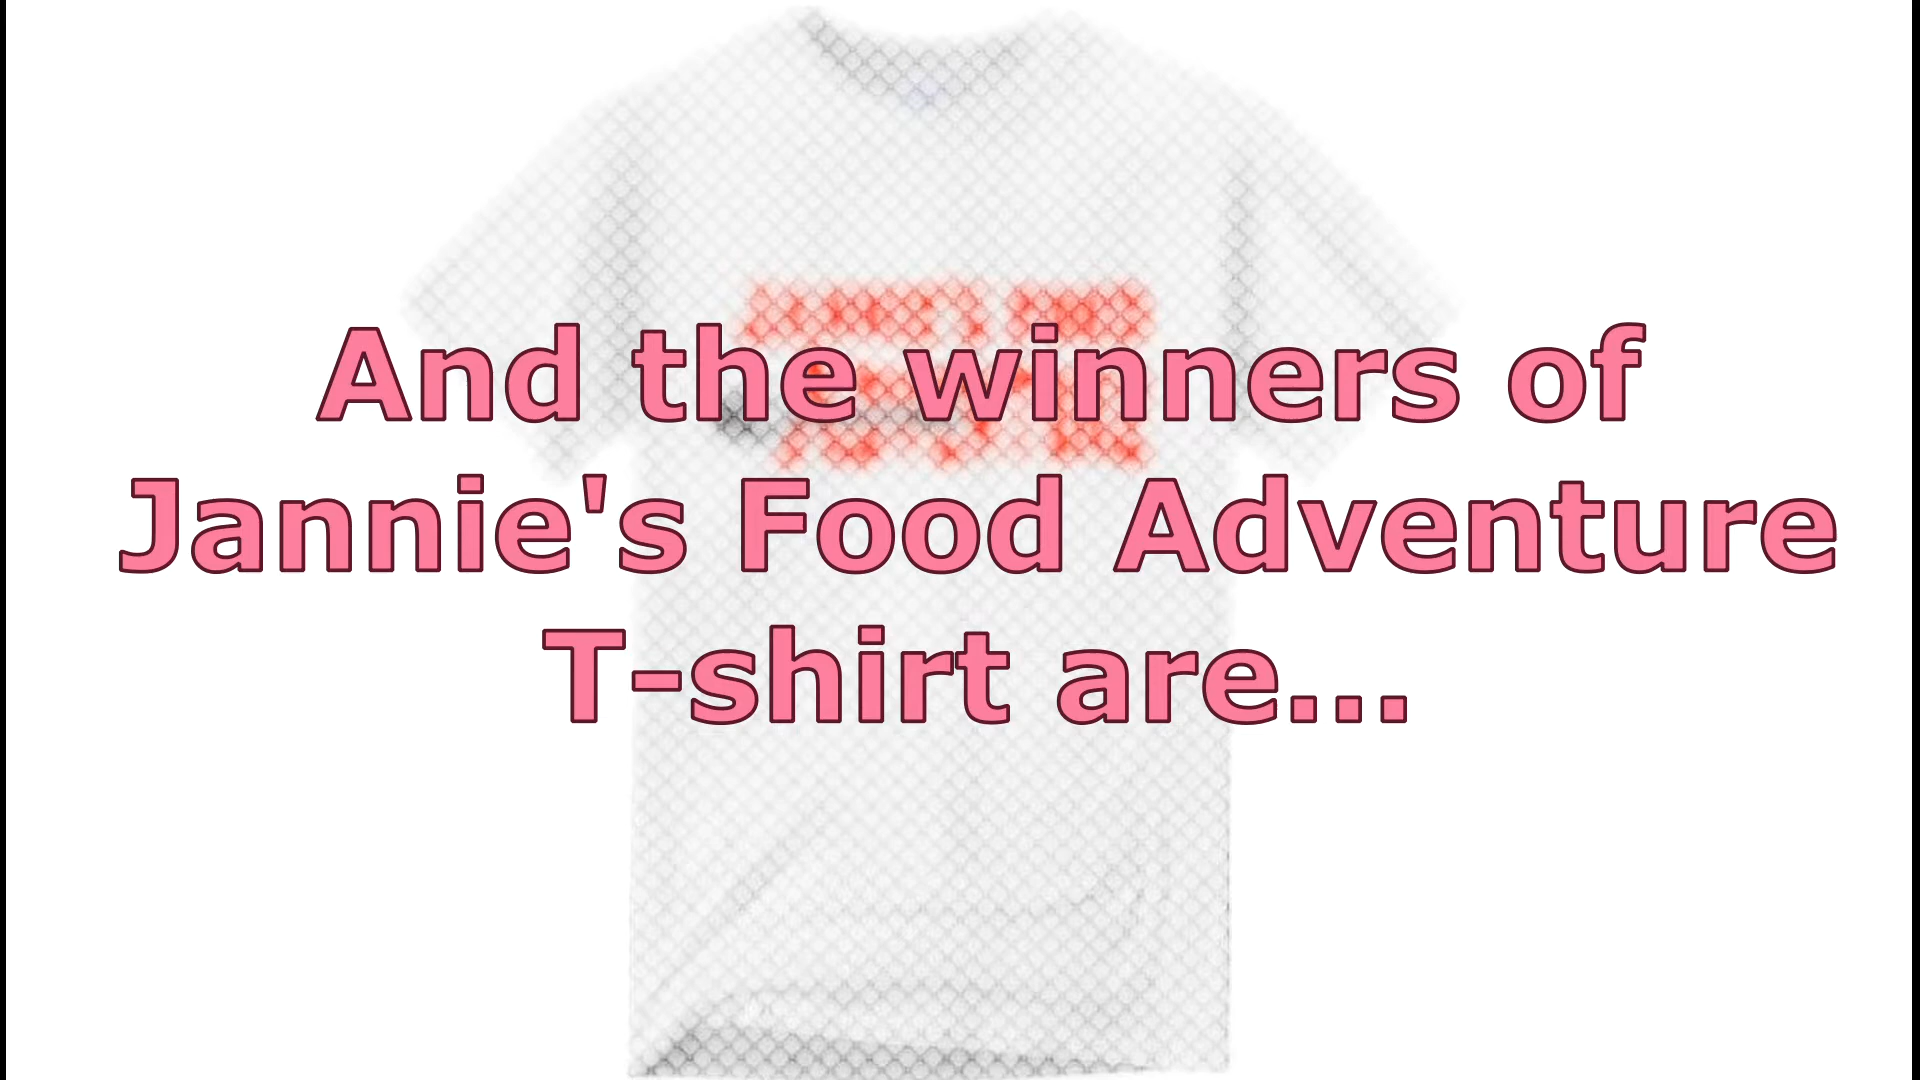 And the winners of
Jannie's Food Adventure
T-shirt are...